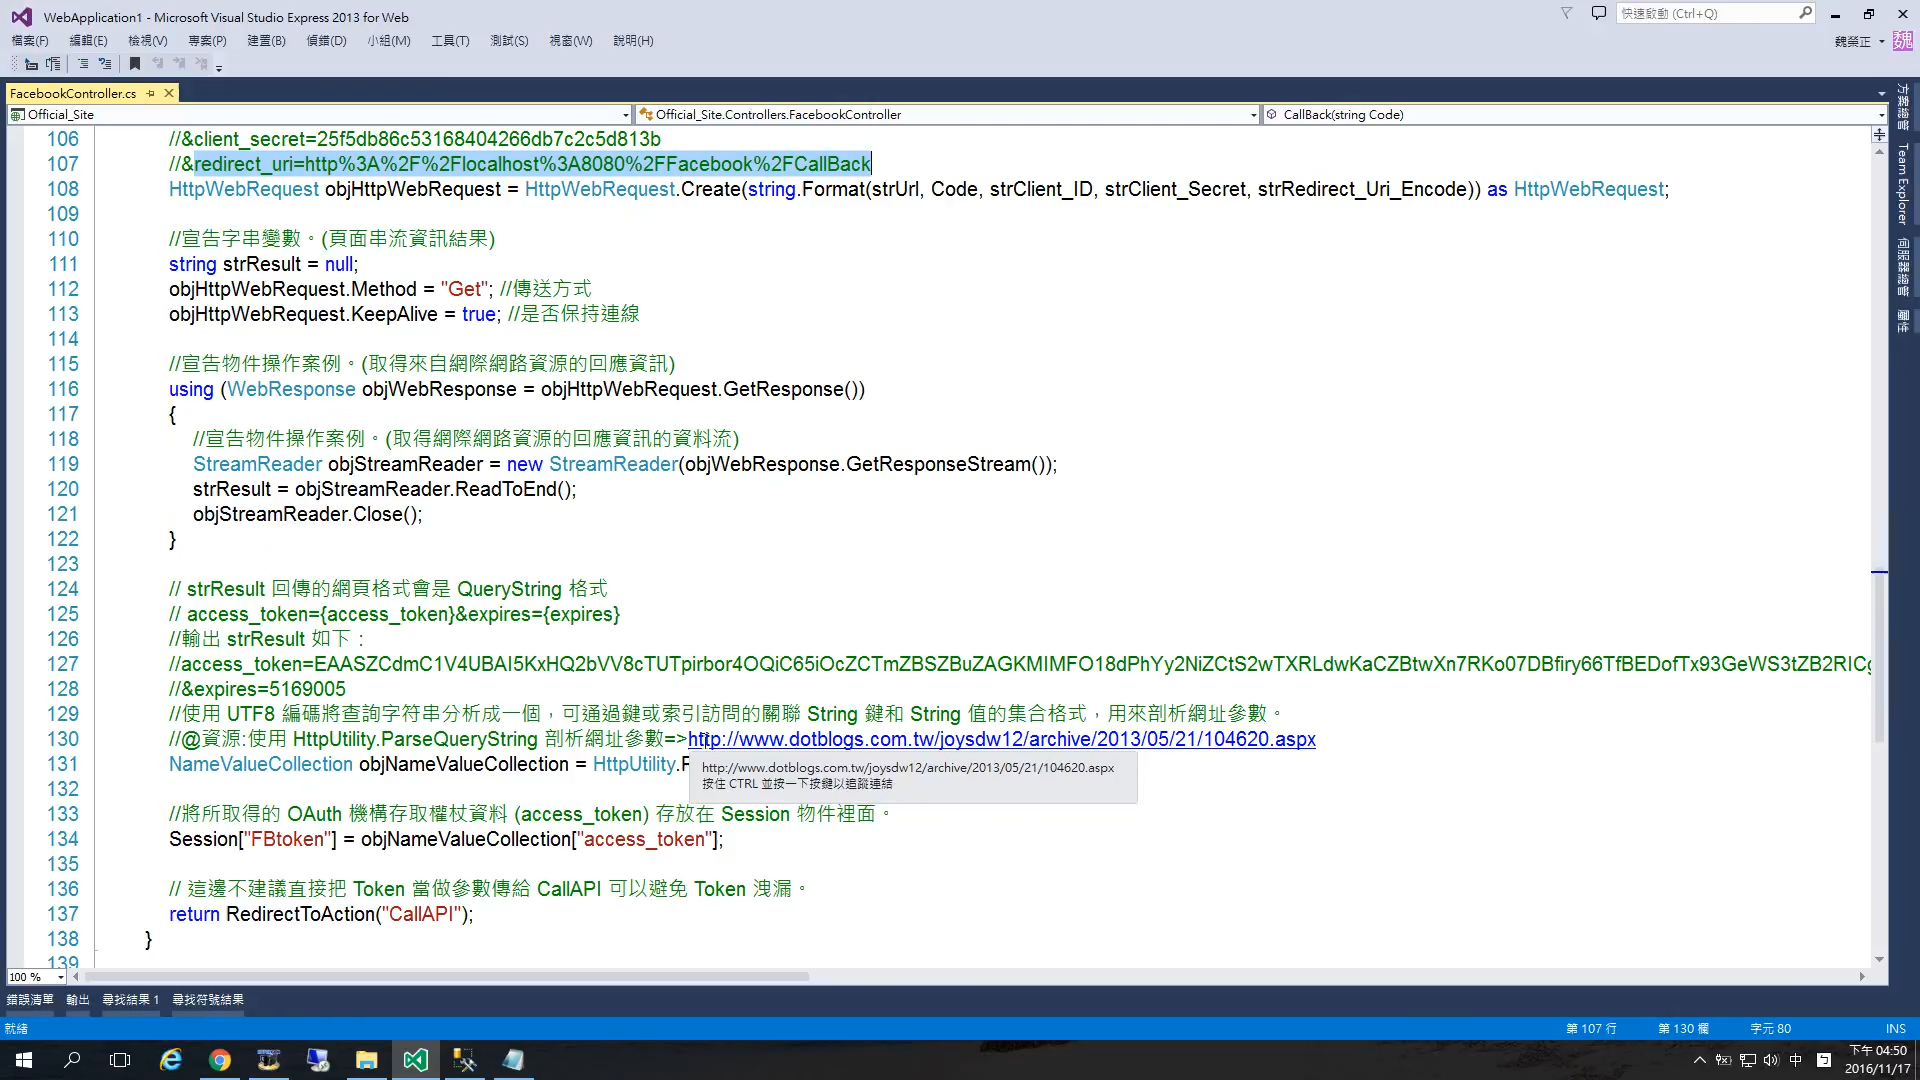 WebApplication1 - Microsoft Visual Studio Express 2013 for Web
快速啟動 (Ctrl+Q)
檔案(F) 編輯(E) 檢視(V) 專案(P) 建置(B) 偵錯(D) 小組(M) 工具(T) 測試(S) 視窗(W) 說明(H)
魏榮正
魏
FacebookController.cs
Official_Site
Official_Site.Controllers.FacebookController
CallBack(string Code)
方案總管
Team Explorer
伺服器總管
屬性
106 //&client_secret=25f5db86c53168404266db7c2c5d813b
107 //&redirect_uri=http%3A%2F%2Flocalhost%3A8080%2FFacebook%2FCallBack
108 HttpWebRequest objHttpWebRequest = HttpWebRequest.Create(string.Format(strUrl, Code, strClient_ID, strClient_Secret, strRedirect_Uri_Encode)) as HttpWebRequest;
109
110 //宣告字串變數。(頁面串流資訊結果)
111 string strResult = null;
112 objHttpWebRequest.Method = "Get"; //傳送方式
113 objHttpWebRequest.KeepAlive = true; //是否保持連線
114
115 //宣告物件操作案例。(取得來自網際網路資源的回應資訊)
116 using (WebResponse objWebResponse = objHttpWebRequest.GetResponse())
117 {
118 //宣告物件操作案例。(取得網際網路資源的回應資訊的資料流)
119 StreamReader objStreamReader = new StreamReader(objWebResponse.GetResponseStream());
120 strResult = objStreamReader.ReadToEnd();
121 objStreamReader.Close();
122 }
123
124 // strResult 回傳的網頁格式會是 QueryString 格式
125 // access_token={access_token}&expires={expires}
126 //輸出 strResult 如下：
127 //access_token=EAASZCdmC1V4UBAI5KxHQ2bVV8cTUTpirbor4OQiC65iOcZCTmZBSZBuZAGKMIMFO18dPhYy2NiZCtS2wTXRLdwKaCZBtwXn7RKo07DBfiry66TfBEDofTx93GeWS3tZB2RICg
128 //&expires=5169005
129 //使用 UTF8 編碼將查詢字符串分析成一個，可通過鍵或索引訪問的關聯 String 鍵和 String 值的集合格式，用來剖析網址參數。
130 //@資源:使用 HttpUtility.ParseQueryString 剖析網址參數=>http://www.dotblogs.com.tw/joysdw12/archive/2013/05/21/104620.aspx
131 NameValueCollection objNameValueCollection = HttpUtility.
http://www.dotblogs.com.tw/joysdw12/archive/2013/05/21/104620.aspx
按住 CTRL 並按一下按鍵以追蹤連結
132
133 //將所取得的 OAuth 機構存取權杖資料 (access_token) 存放在 Session 物件裡面。
134 Session["FBtoken"] = objNameValueCollection["access_token"];
135
136 // 這邊不建議直接把 Token 當做參數傳給 CallAPI 可以避免 Token 洩漏。
137 return RedirectToAction("CallAPI");
138 }
139
100 %
錯誤清單 輸出 尋找結果 1 尋找符號結果
就緒 第 107 行 第 130 欄 字元 80 INS
中
下午 04:50
2016/11/17